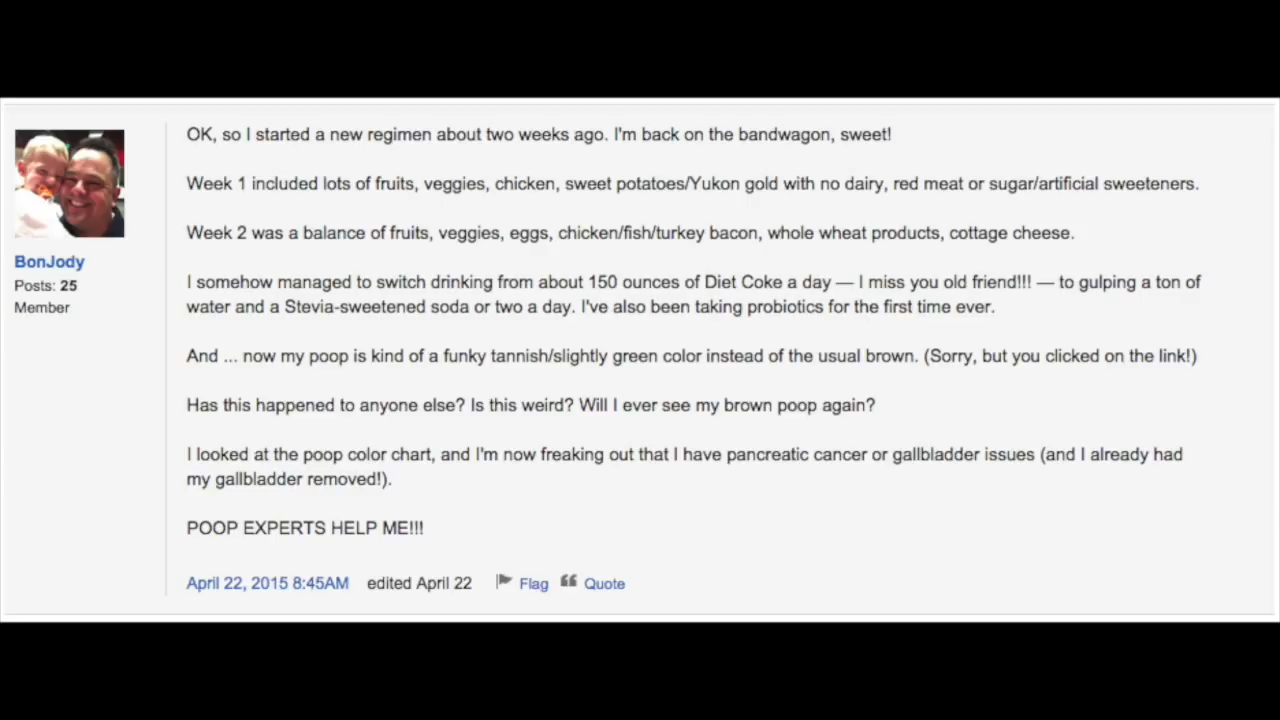 OK, so I started a new regimen about two weeks ago. I'm back on the bandwagon, sweet!
Week 1 included lots of fruits, veggies, chicken, sweet potatoes/Yukon gold with no dairy, red meat or sugar/artificial sweeteners.
Week 2 was a balance of fruits, veggies, eggs, chicken/fish/turkey bacon, whole wheat products, cottage cheese.
BonJody
Posts: 25
Member
I somehow managed to switch drinking from about 150 ounces of Diet Coke a day — I miss you old friend!!! — to gulping a ton of
water and a Stevia-sweetened soda or two a day. I've also been taking probiotics for the first time ever.
And ... now my poop is kind of a funky tannish/slightly green color instead of the usual brown. (Sorry, but you clicked on the link!)
Has this happened to anyone else? Is this weird? Will I ever see my brown poop again?
I looked at the poop color chart, and I'm now freaking out that I have pancreatic cancer or gallbladder issues (and I already had
my gallbladder removed!).
POOP EXPERTS HELP ME!!!
April 22, 2015 8:45AM edited April 22 Flag Quote